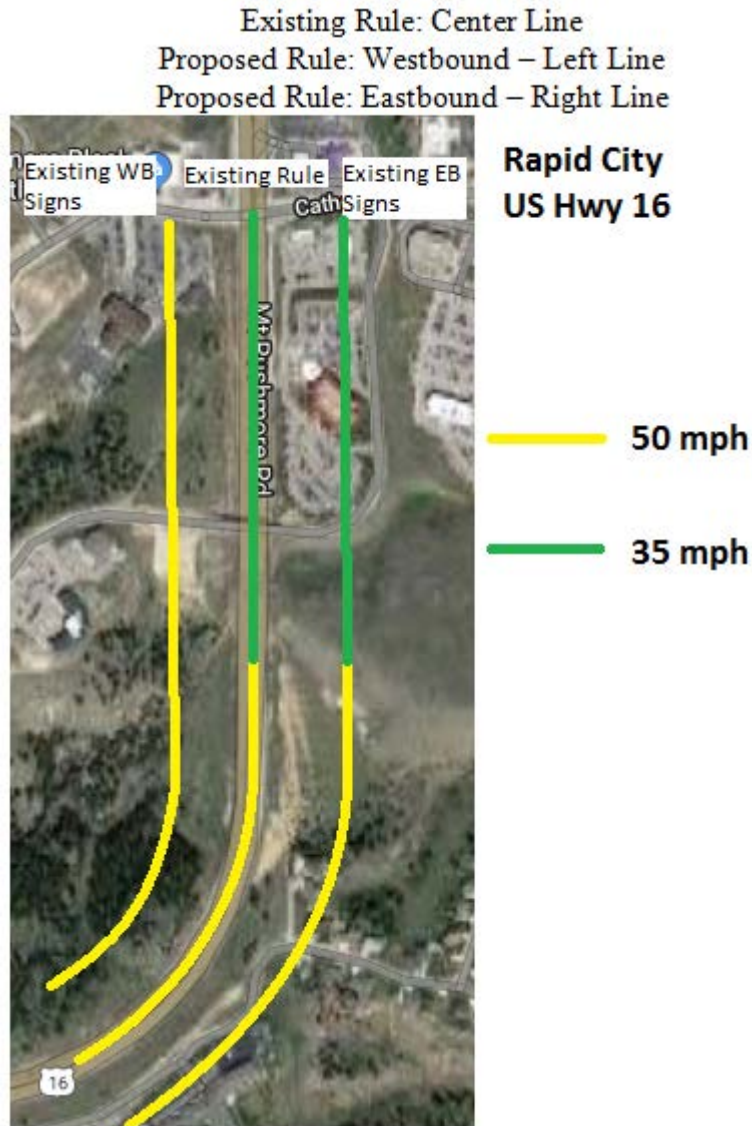 Existing Rule: Center Line
Proposed Rule: Westbound – Left Line
Proposed Rule: Eastbound – Right Line
Existing WB
Signs
Existing Rule
Existing EB
Signs
Cath
Rapid City
US Hwy 16
Mt Rushmore Rd
50 mph
35 mph
16